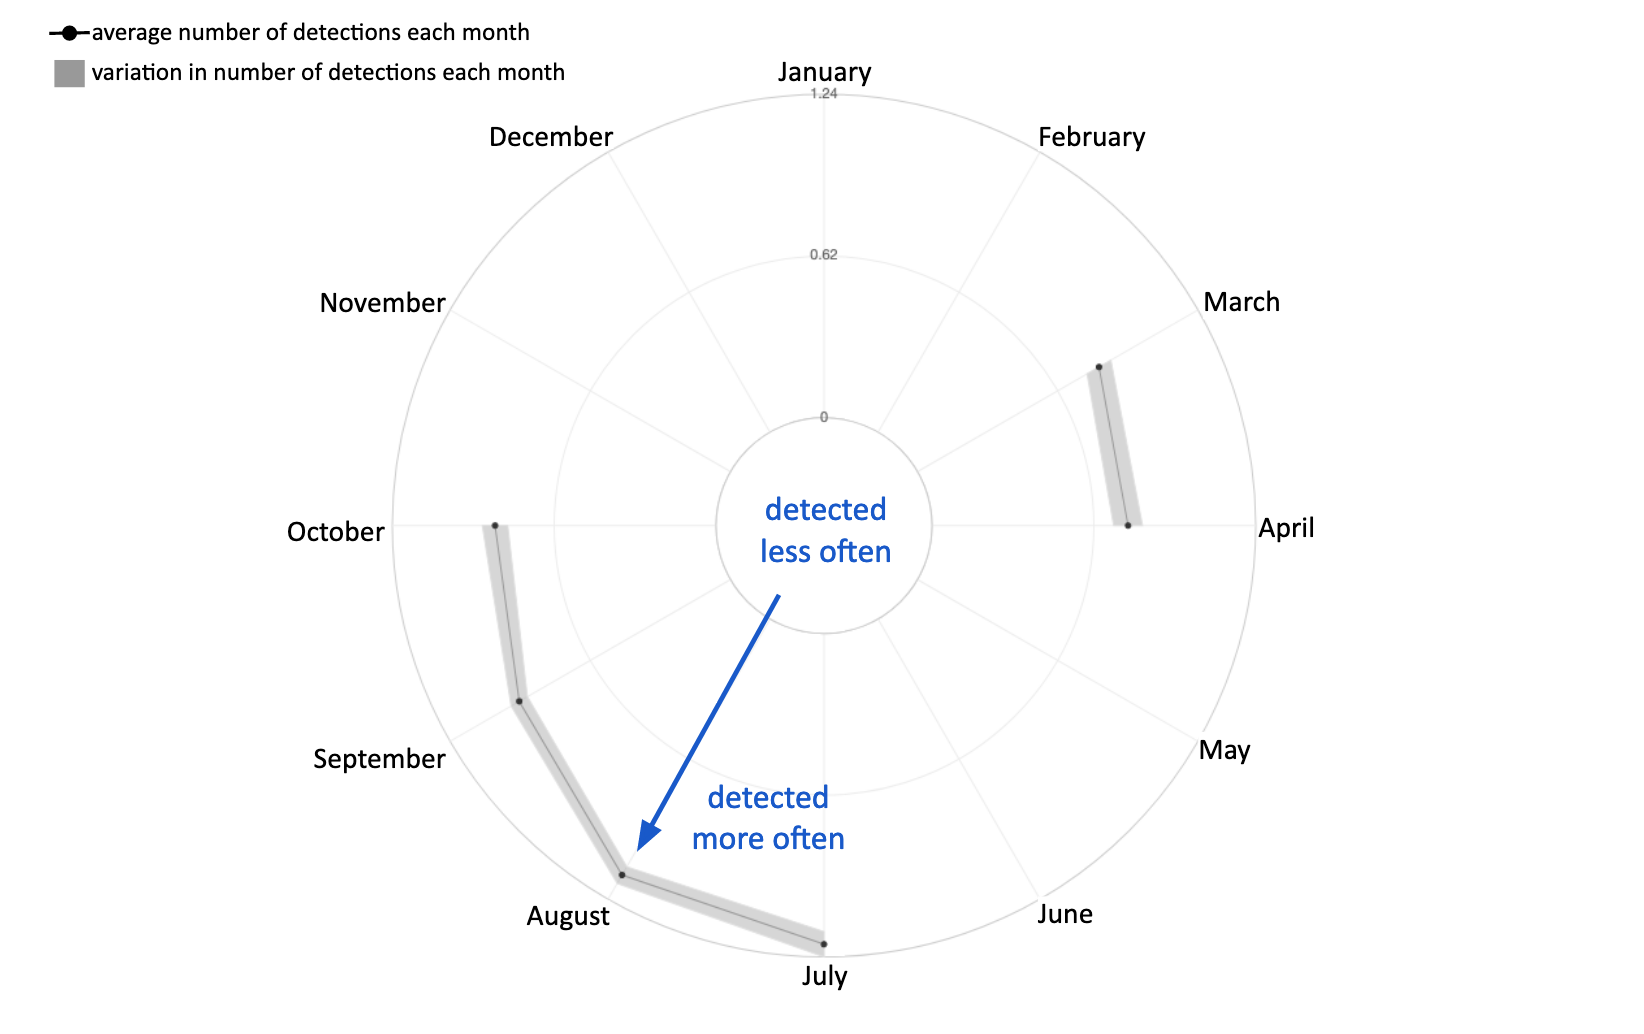 average number of detections each month
variation in number of detections each month
January
1.24
December
February
0.62
November
March
0
detected
less often
October
April
September
May
detected
more often
August
June
July